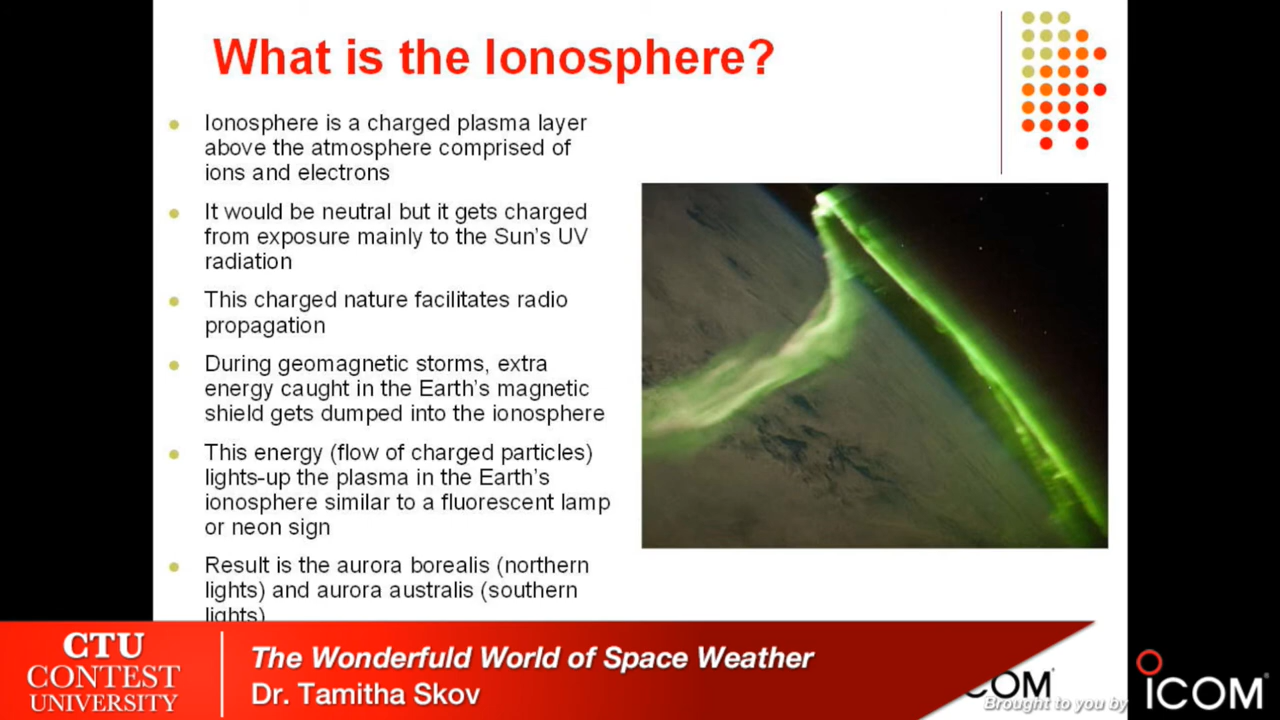 What is the Ionosphere?
Ionosphere is a charged plasma layer
above the atmosphere comprised of
ions and electrons
It would be neutral but it gets charged
from exposure mainly to the Sun's UV
radiation
This charged nature facilitates radio
propagation
During geomagnetic storms, extra
energy caught in the Earth's magnetic
shield gets dumped into the ionosphere
This energy (flow of charged particles)
lights-up the plasma in the Earth's
ionosphere similar to a fluorescent lamp
or neon sign
Result is the aurora borealis (northern
lights) and aurora australis (southern
lights)
CTU
CONTEST
UNIVERSITY
The Wonderfuld World of Space Weather
Dr. Tamitha Skov
COM
Brought to you by
ICOM